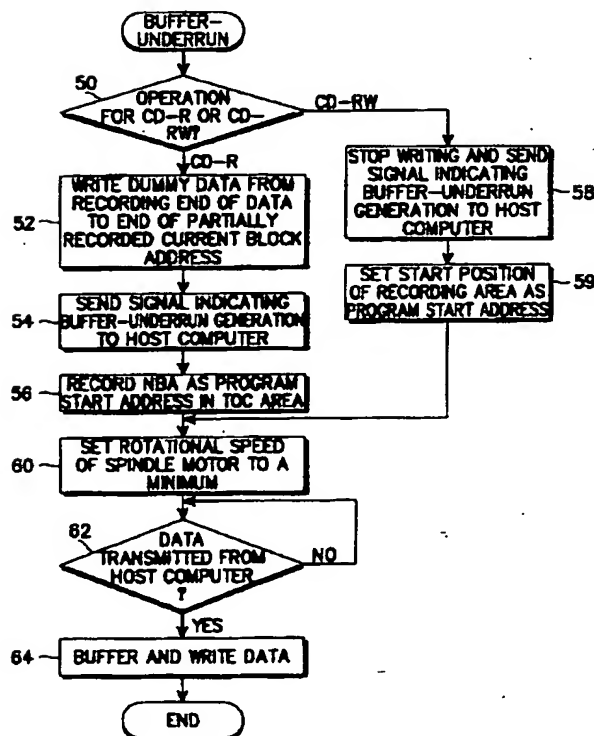 BUFFER-
UNDERRUN
50
OPERATION
FOR CD-R OR CD-
RW?
CD-RW
CD-R
52
WRITE DUMMY DATA FROM
RECORDING END OF DATA
TO END OF PARTIALLY
RECORDED CURRENT BLOCK
ADDRESS
STOP WRITING AND SEND
SIGNAL INDICATING
BUFFER-UNDERRUN
GENERATION TO HOST
COMPUTER
58
54
SEND SIGNAL INDICATING
BUFFER-UNDERRUN GENERATION
TO HOST COMPUTER
SET START POSITION
OF RECORDING AREA AS
PROGRAM START ADDRESS
59
56
RECORD NBA AS PROGRAM
START ADDRESS IN TOC AREA
60
SET ROTATIONAL SPEED
OF SPINDLE MOTOR TO A
MINIMUM
62
DATA
TRANSMITTED FROM
HOST COMPUTER
?
NO
YES
64
BUFFER AND WRITE DATA
END